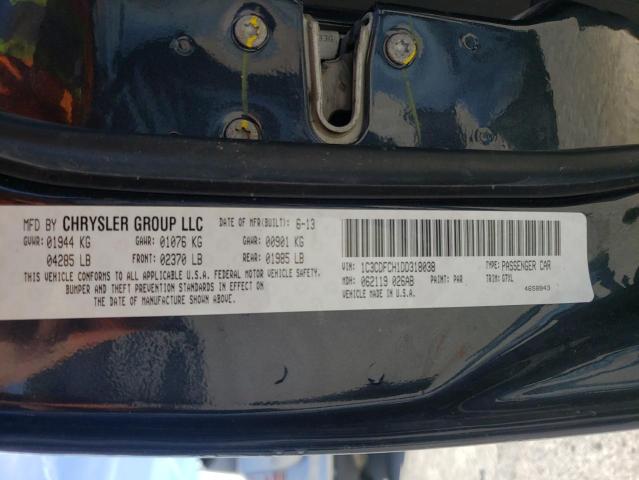 33G
MFD BY CHRYSLER GROUP LLC DATE OF MFR(BUILT): 6-13
GVWR: 01944 KG GAWR: 01076 KG GAWR: 00901 KG
04285 LB FRONT: 02370 LB REAR: 01985 LB
THIS VEHICLE CONFORMS TO ALL APPLICABLE U.S.A. FEDERAL MOTOR VEHICLE SAFETY,
BUMPER AND THEFT PREVENTION STANDARDS IN EFFECT
ON THE DATE OF MANUFACTURE SHOWN ABOVE.
VIN: 1C3CDFCH1DD318038 TYPE: PASSENGER CAR
MDH: 062119 026AB PAINT: PAR TRIM: GTXL
VEHICLE MADE IN U.S.A. 4658943